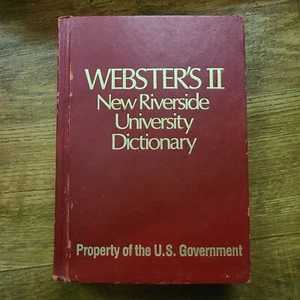 WEBSTER'S II
New Riverside
University
Dictionary
Property of the U.S. Government